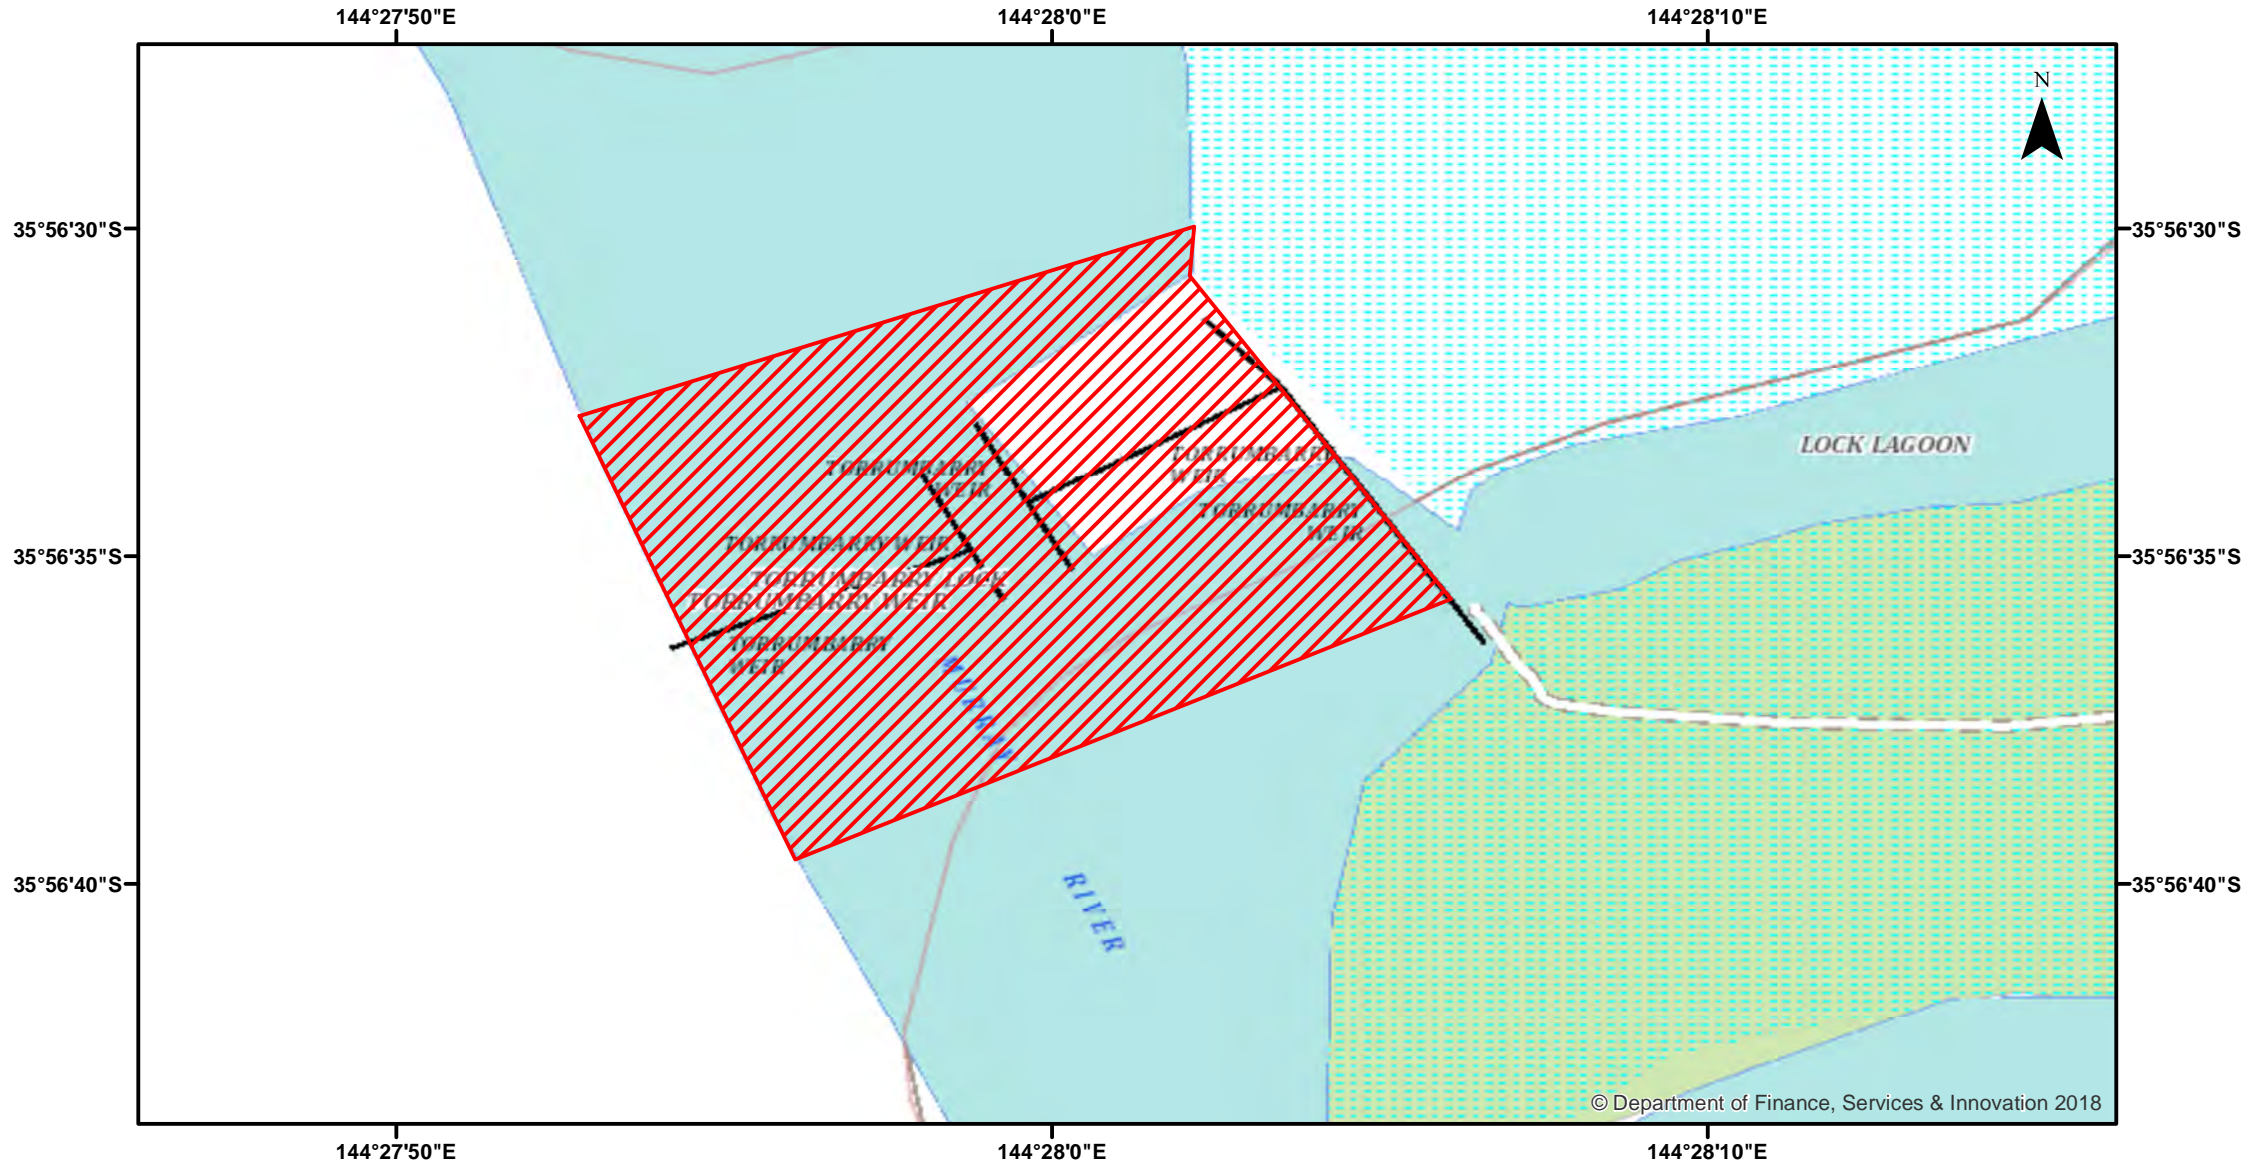 144°27'50"E 144°28'0"E 144°28'10"E
N
35°56'30"S 35°56'30"S
LOCK LAGOON
TORRUMBARRY
WEIR
TORRUMBARRY
WEIR
TORRUMBARRY
WEIR
TORRUMBARRY WEIR
35°56'35"S 35°56'35"S
TORRUMBARRY LOCK
TORRUMBARRY WEIR
TORRUMBARRY
WEIR
MURRAY
RIVER
35°56'40"S 35°56'40"S
© Department of Finance, Services & Innovation 2018
144°27'50"E 144°28'0"E 144°28'10"E